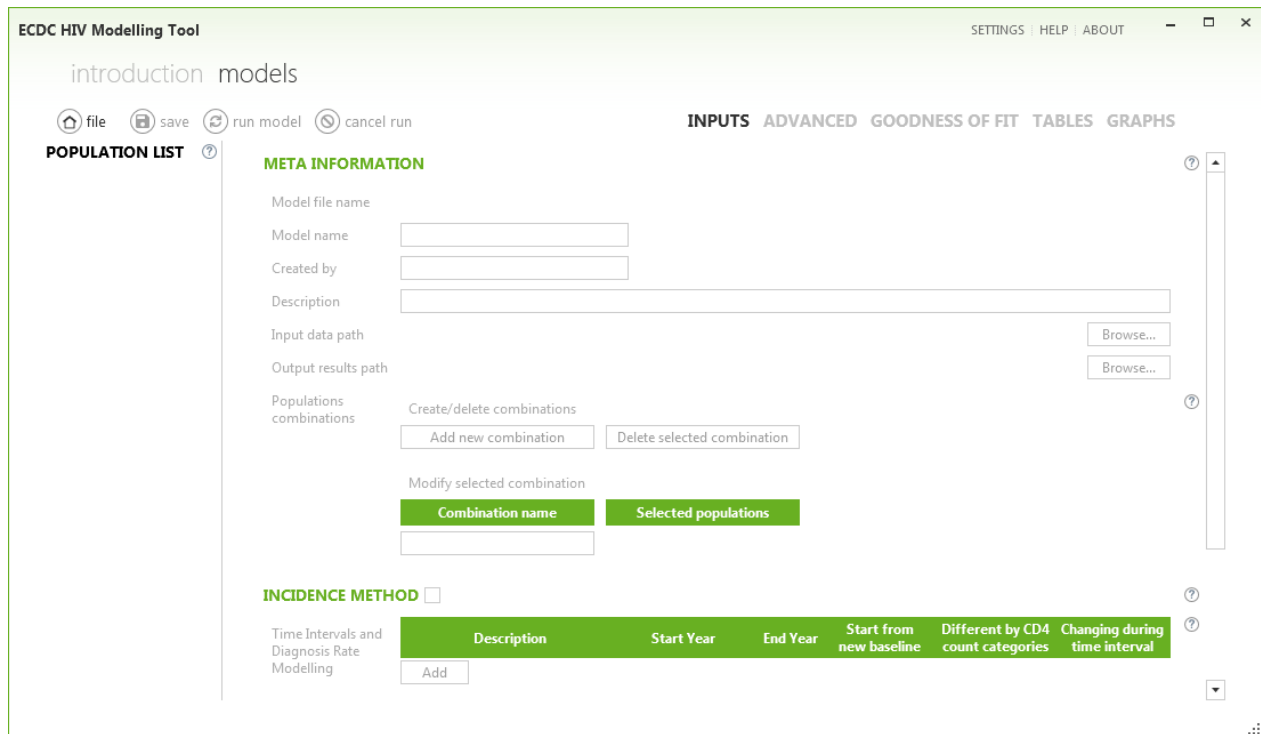 ECDC HIV Modelling Tool
SETTINGS | HELP | ABOUT
introduction models
file save run model cancel run
INPUTS ADVANCED GOODNESS OF FIT TABLES GRAPHS
POPULATION LIST ?
META INFORMATION ?
Model file name
Model name
Created by
Description
Input data path Browse...
Output results path Browse...
Populations
combinations
Create/delete combinations ?
Add new combination Delete selected combination
Modify selected combination
Combination name Selected populations
INCIDENCE METHOD ?
Time Intervals and
Diagnosis Rate
Modelling
Description Start Year End Year Start from new baseline Different by CD4 count categories Changing during time interval ?
Add